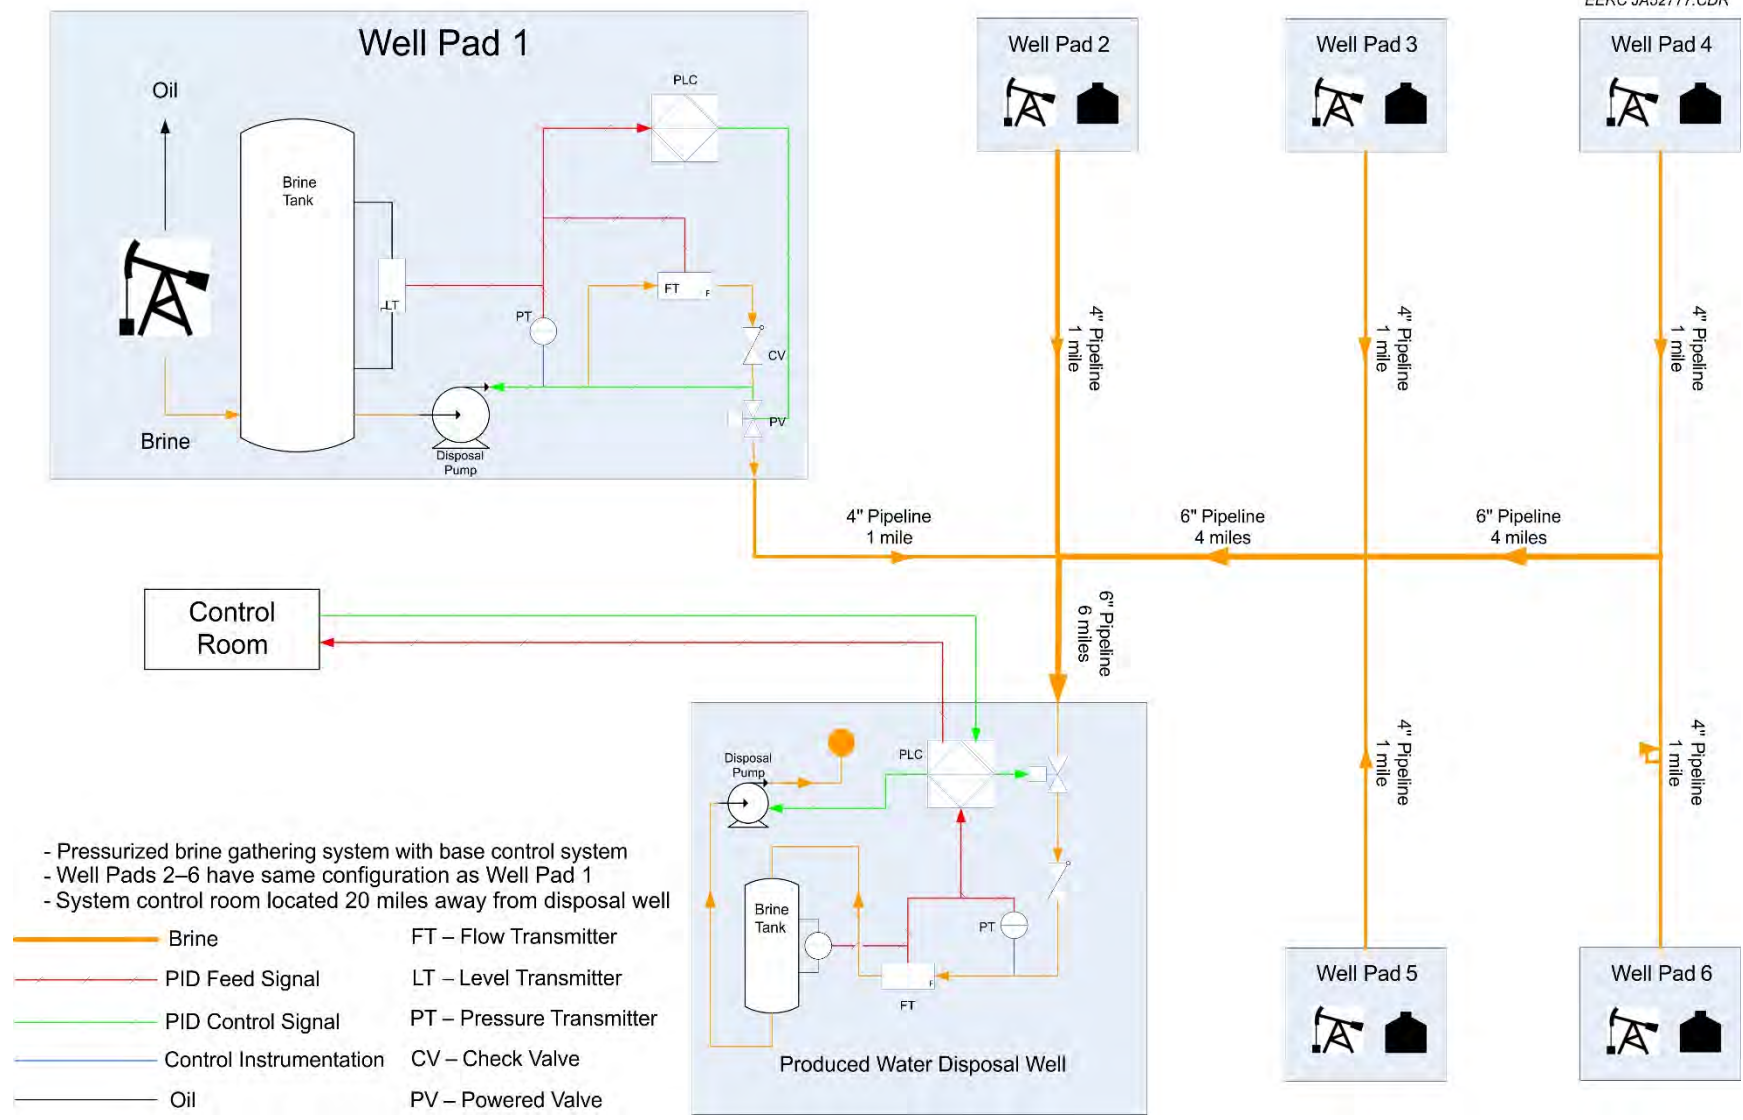 EERC JA52777.CDR
Well Pad 1
Oil
PLC
Brine
Tank
LT
FT
F
PT
CV
PV
Brine
Disposal
Pump
Well Pad 2
Well Pad 3
Well Pad 4
4" Pipeline
1 mile
4" Pipeline
1 mile
4" Pipeline
1 mile
4" Pipeline
1 mile
6" Pipeline
4 miles
6" Pipeline
4 miles
Control
Room
6" Pipeline
6 miles
4" Pipeline
1 mile
4" Pipeline
1 mile
Disposal
Pump
PLC
Brine
Tank
PT
F
FT
Produced Water Disposal Well
Well Pad 5
Well Pad 6
- Pressurized brine gathering system with base control system
- Well Pads 2–6 have same configuration as Well Pad 1
- System control room located 20 miles away from disposal well
Brine
FT – Flow Transmitter
PID Feed Signal
LT – Level Transmitter
PID Control Signal
PT – Pressure Transmitter
Control Instrumentation
CV – Check Valve
Oil
PV – Powered Valve